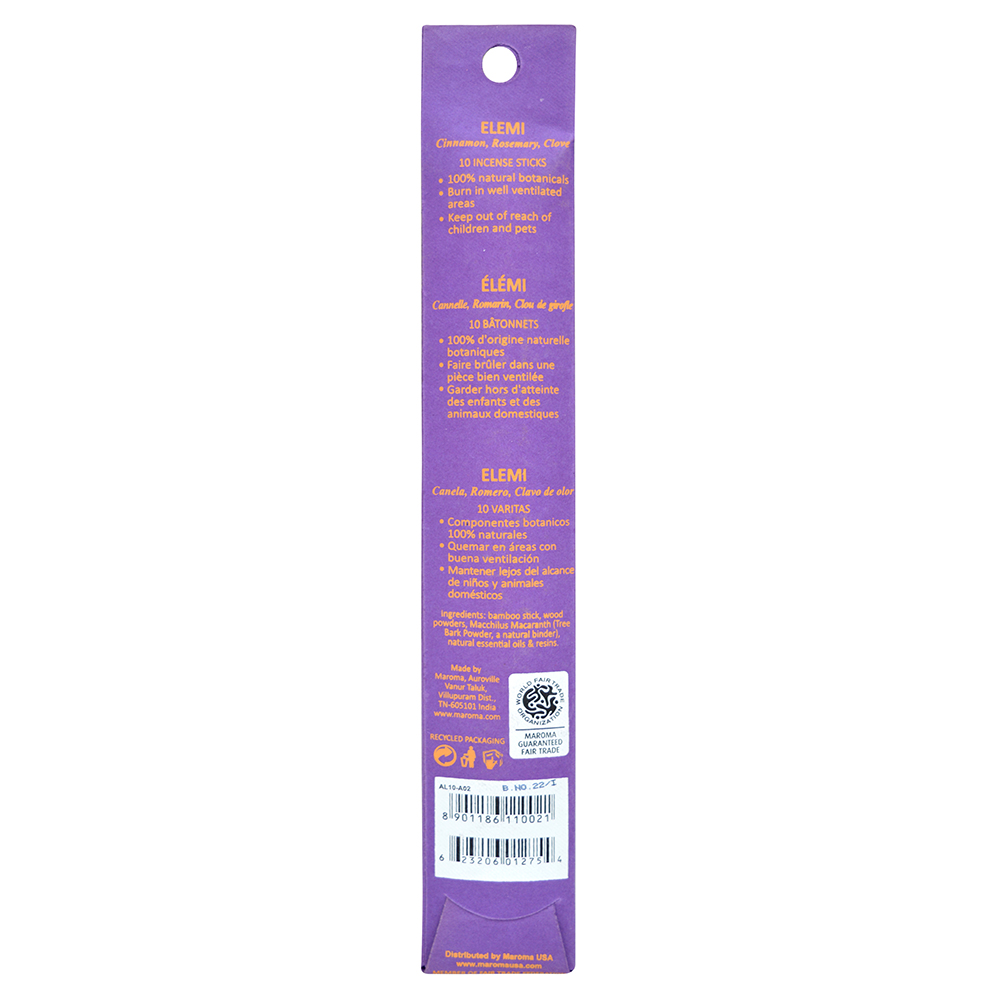 ELEMI
Cinnamon, Rosemary, Clove
10 INCENSE STICKS
• 100% natural botanicals
• Burn in well ventilated
areas
• Keep out of reach of
children and pets
ÉLÉMI
Cannelle, Romarin, Clou de girofle
10 BÂTONNETS
• 100% d'origine naturelle
botaniques
• Faire brûler dans une
pièce bien ventilée
• Garder hors d'atteinte
des enfants et des
animaux domestiques
ELEMI
Canela, Romero, Clavo de olor
10 VARITAS
• Componentes botanicos
100% naturales
• Quemar en áreas con
buena ventilación
• Mantener lejos del alcance
de niños y animales
domésticos
Ingredients: bamboo stick, wood
powders, Macchilus Macaranth (Tree
Bark Powder, a natural binder),
natural essential oils & resins.
Made by
Maroma, Auroville
Vanur Taluk,
Villupuram Dist.,
TN-605101 India
www.maroma.com
WORLD FAIR TRADE
ORGANIZATION
MAROMA
GUARANTEED
FAIR TRADE
RECYCLED PACKAGING
AL10-A02
B.NO.22/I
8 901186 110021
6 23206 01275 4
Distributed by Maroma USA
www.maromausa.com
MEMBER OF FAIR TRADE